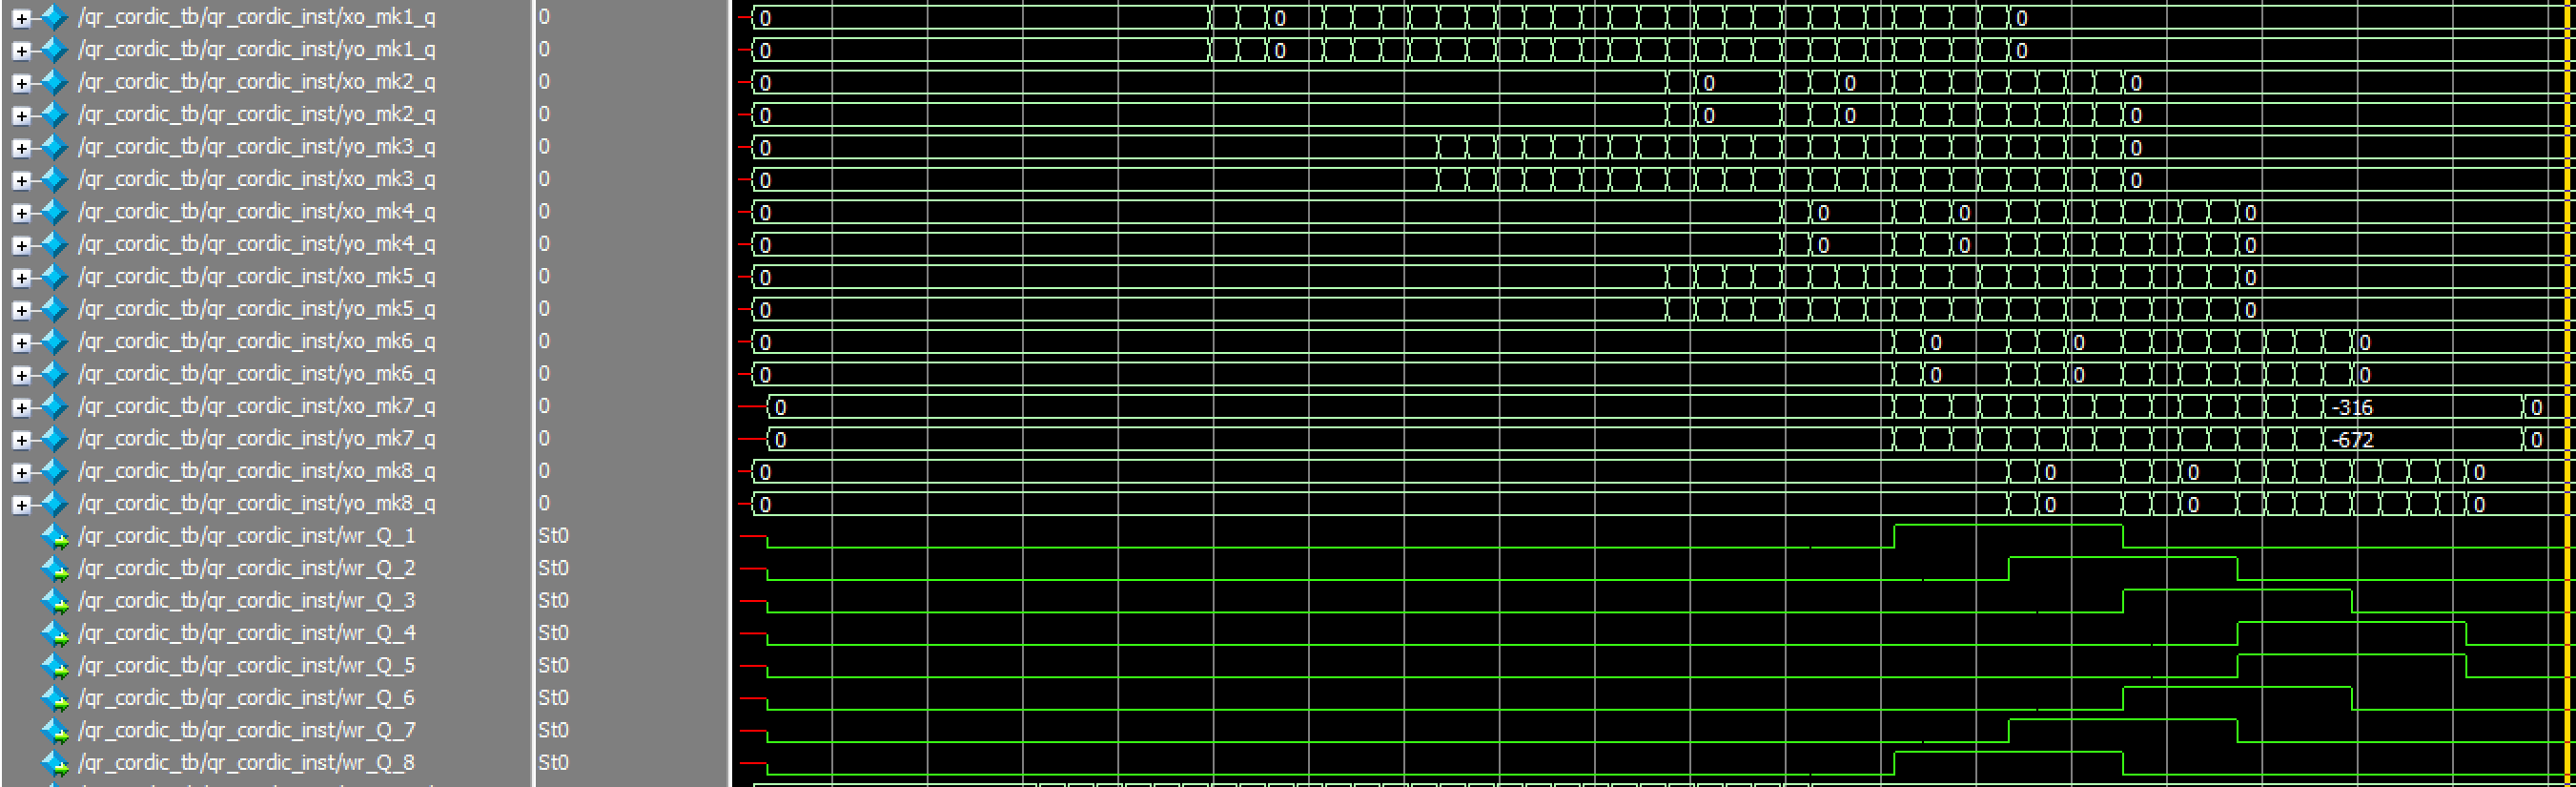 /qr_cordic_tb/qr_cordic_inst/xo_mk1_q 0 0 0 0
/qr_cordic_tb/qr_cordic_inst/yo_mk1_q 0 0 0 0
/qr_cordic_tb/qr_cordic_inst/xo_mk2_q 0 0 0 0 0
/qr_cordic_tb/qr_cordic_inst/yo_mk2_q 0 0 0 0 0
/qr_cordic_tb/qr_cordic_inst/yo_mk3_q 0 0 0
/qr_cordic_tb/qr_cordic_inst/xo_mk3_q 0 0 0
/qr_cordic_tb/qr_cordic_inst/xo_mk4_q 0 0 0 0 0
/qr_cordic_tb/qr_cordic_inst/yo_mk4_q 0 0 0 0 0
/qr_cordic_tb/qr_cordic_inst/xo_mk5_q 0 0 0
/qr_cordic_tb/qr_cordic_inst/yo_mk5_q 0 0 0
/qr_cordic_tb/qr_cordic_inst/xo_mk6_q 0 0 0 0 0
/qr_cordic_tb/qr_cordic_inst/yo_mk6_q 0 0 0 0 0
/qr_cordic_tb/qr_cordic_inst/xo_mk7_q 0 0 -316 0
/qr_cordic_tb/qr_cordic_inst/yo_mk7_q 0 0 -672 0
/qr_cordic_tb/qr_cordic_inst/xo_mk8_q 0 0 0 0 0
/qr_cordic_tb/qr_cordic_inst/yo_mk8_q 0 0 0 0 0
/qr_cordic_tb/qr_cordic_inst/wr_Q_1 St0
/qr_cordic_tb/qr_cordic_inst/wr_Q_2 St0
/qr_cordic_tb/qr_cordic_inst/wr_Q_3 St0
/qr_cordic_tb/qr_cordic_inst/wr_Q_4 St0
/qr_cordic_tb/qr_cordic_inst/wr_Q_5 St0
/qr_cordic_tb/qr_cordic_inst/wr_Q_6 St0
/qr_cordic_tb/qr_cordic_inst/wr_Q_7 St0
/qr_cordic_tb/qr_cordic_inst/wr_Q_8 St0